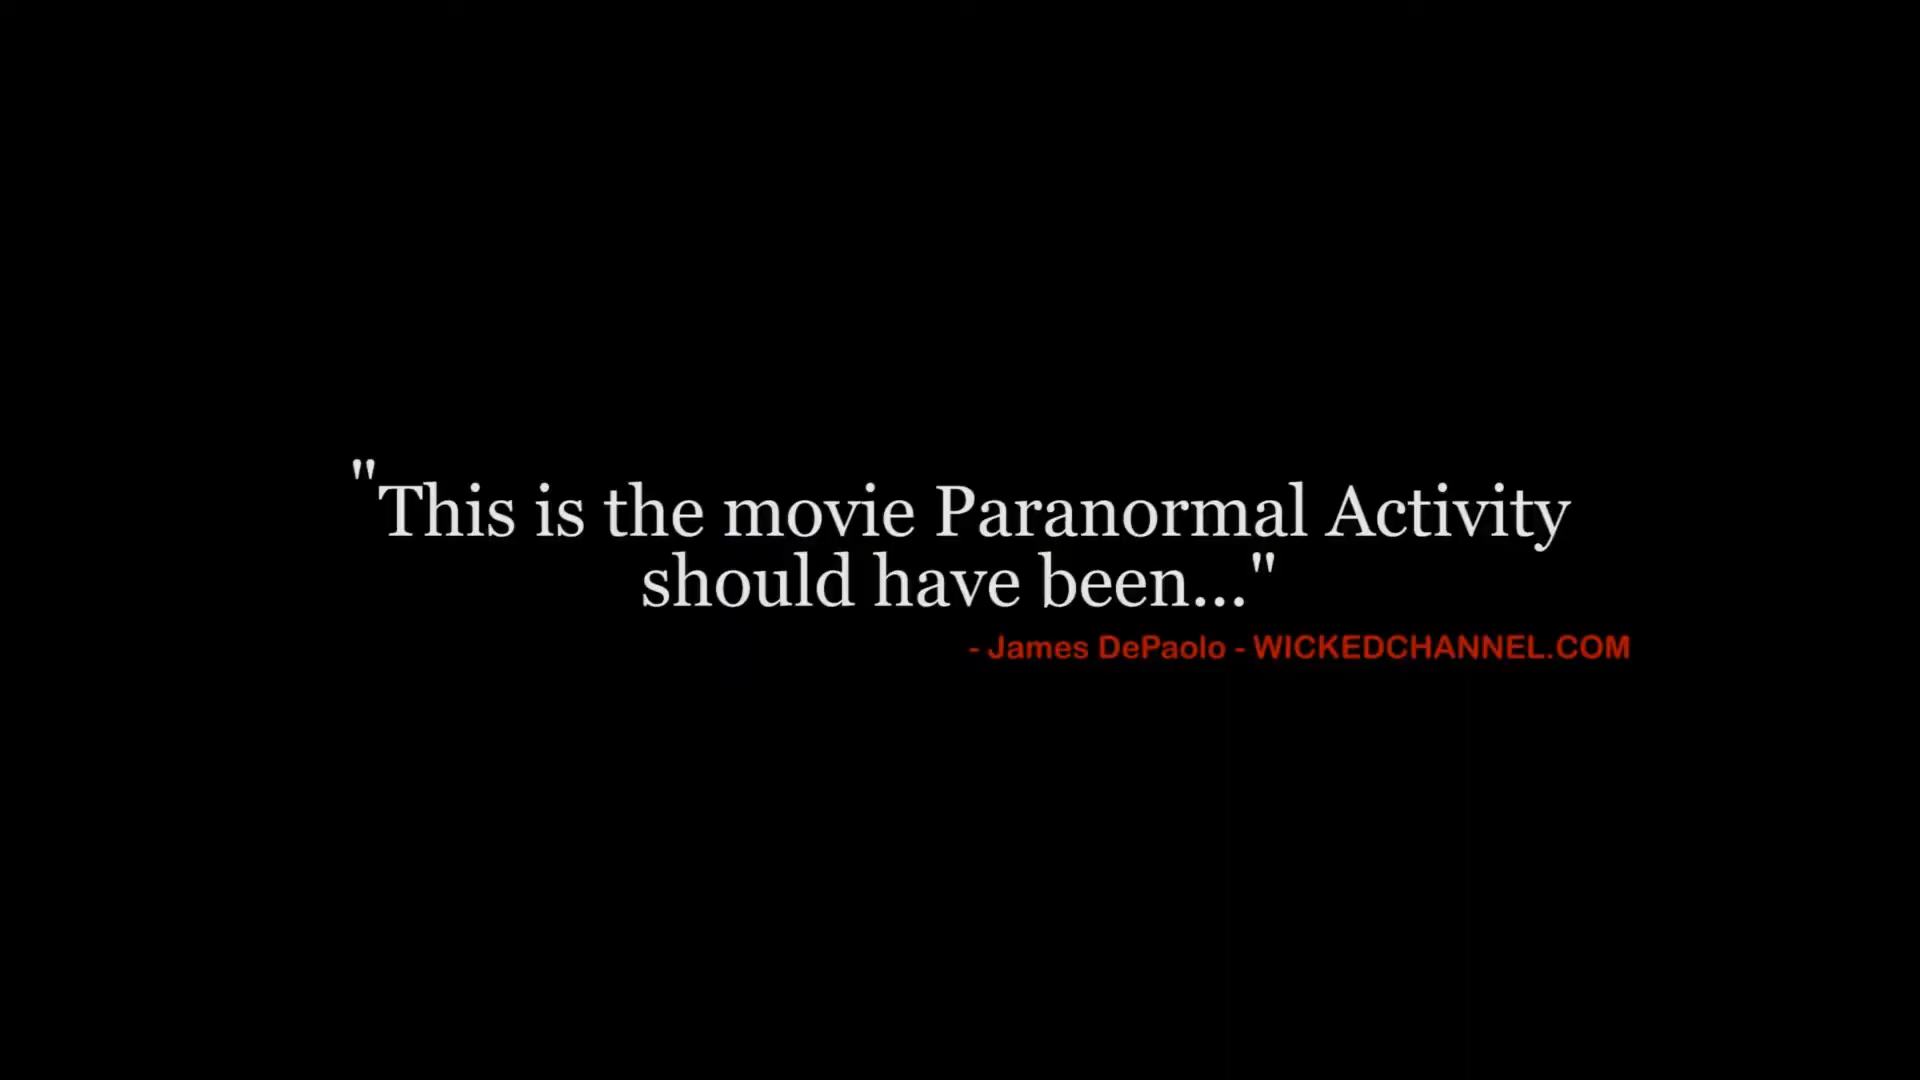 "This is the movie Paranormal Activity
should have been..."
- James DePaolo - WICKEDCHANNEL.COM